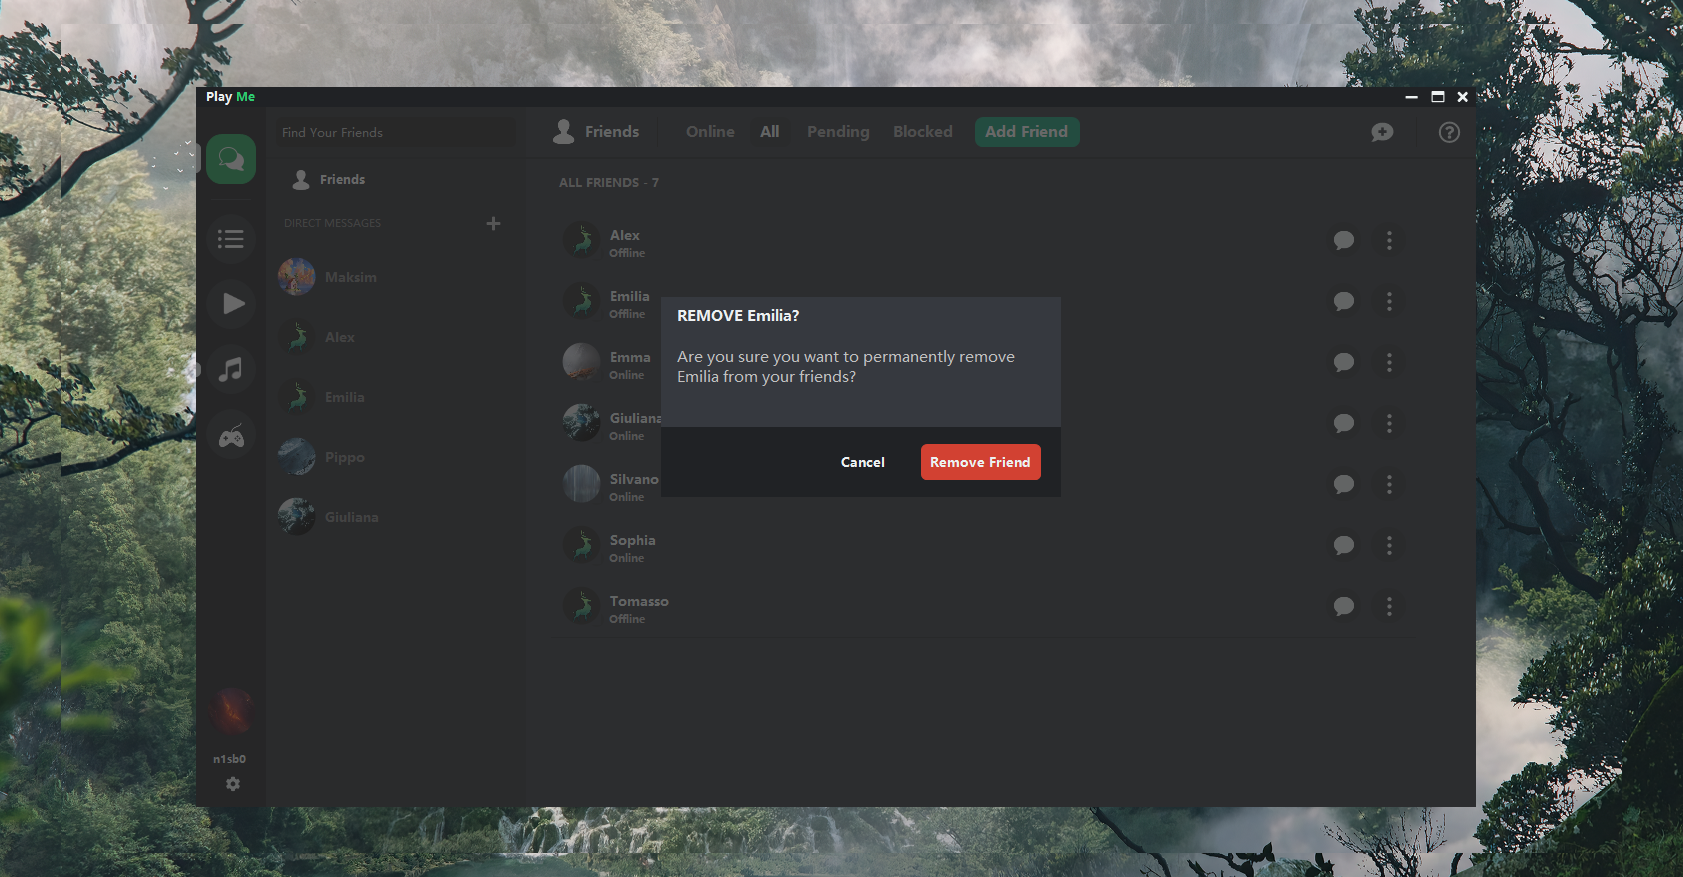 Play Me
Find Your Friends
Friends
DIRECT MESSAGES
Maksim
Alex
Emilia
Pippo
Giuliana
n1sb0
Friends Online All Pending Blocked Add Friend
ALL FRIENDS - 7
Alex
Offline
Emilia
Offline
Emma
Online
Giuliana
Online
Silvano
Online
Sophia
Online
Tomasso
Offline
REMOVE Emilia?
Are you sure you want to permanently remove
Emilia from your friends?
Cancel Remove Friend